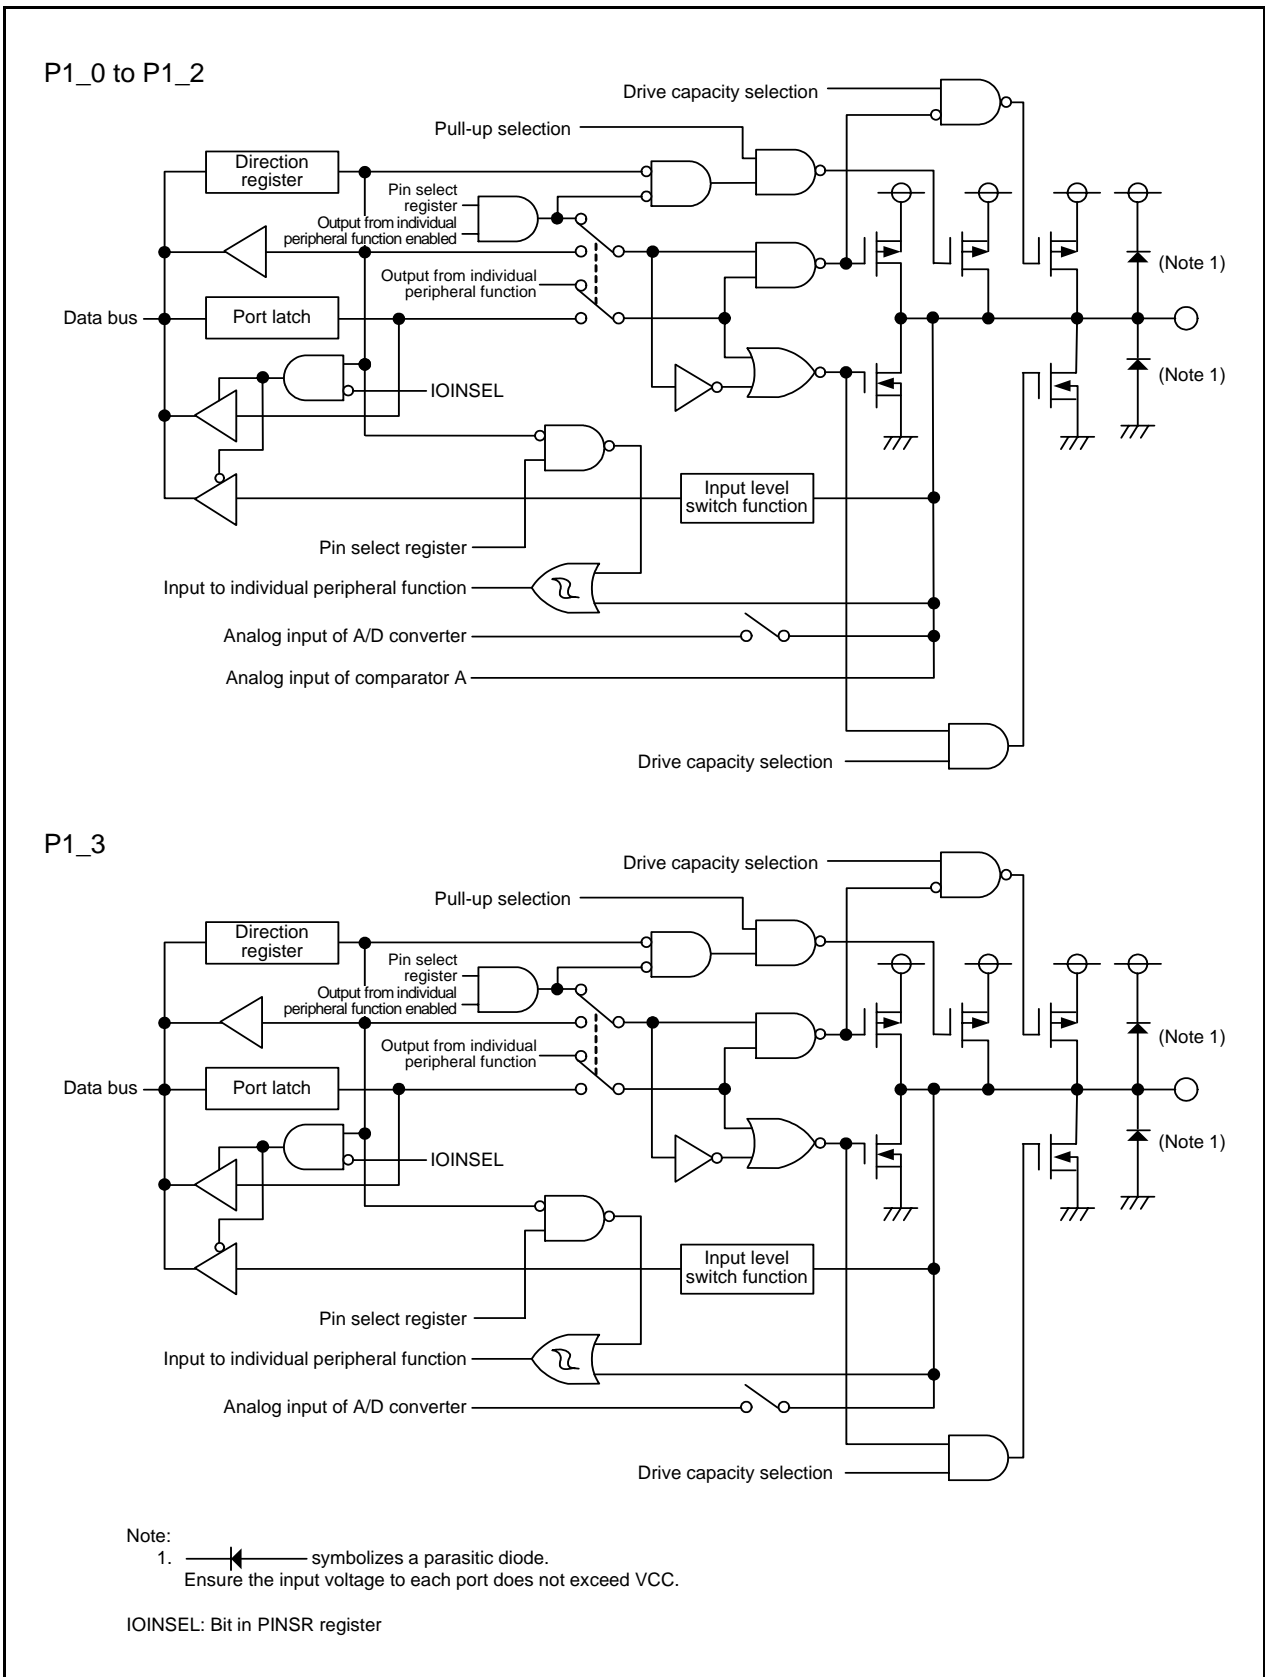 P1_0 to P1_2
Drive capacity selection
Pull-up selection
Direction
register
Pin select
register
Output from individual
peripheral function enabled
Output from individual
peripheral function
(Note 1)
Data bus
Port latch
(Note 1)
IOINSEL
Input level
switch function
Pin select register
Input to individual peripheral function
Analog input of A/D converter
Analog input of comparator A
Drive capacity selection
P1_3
Drive capacity selection
Pull-up selection
Direction
register
Pin select
register
Output from individual
peripheral function enabled
Output from individual
peripheral function
(Note 1)
Data bus
Port latch
(Note 1)
IOINSEL
Input level
switch function
Pin select register
Input to individual peripheral function
Analog input of A/D converter
Drive capacity selection
Note:
1. symbolizes a parasitic diode.
Ensure the input voltage to each port does not exceed VCC.
IOINSEL: Bit in PINSR register